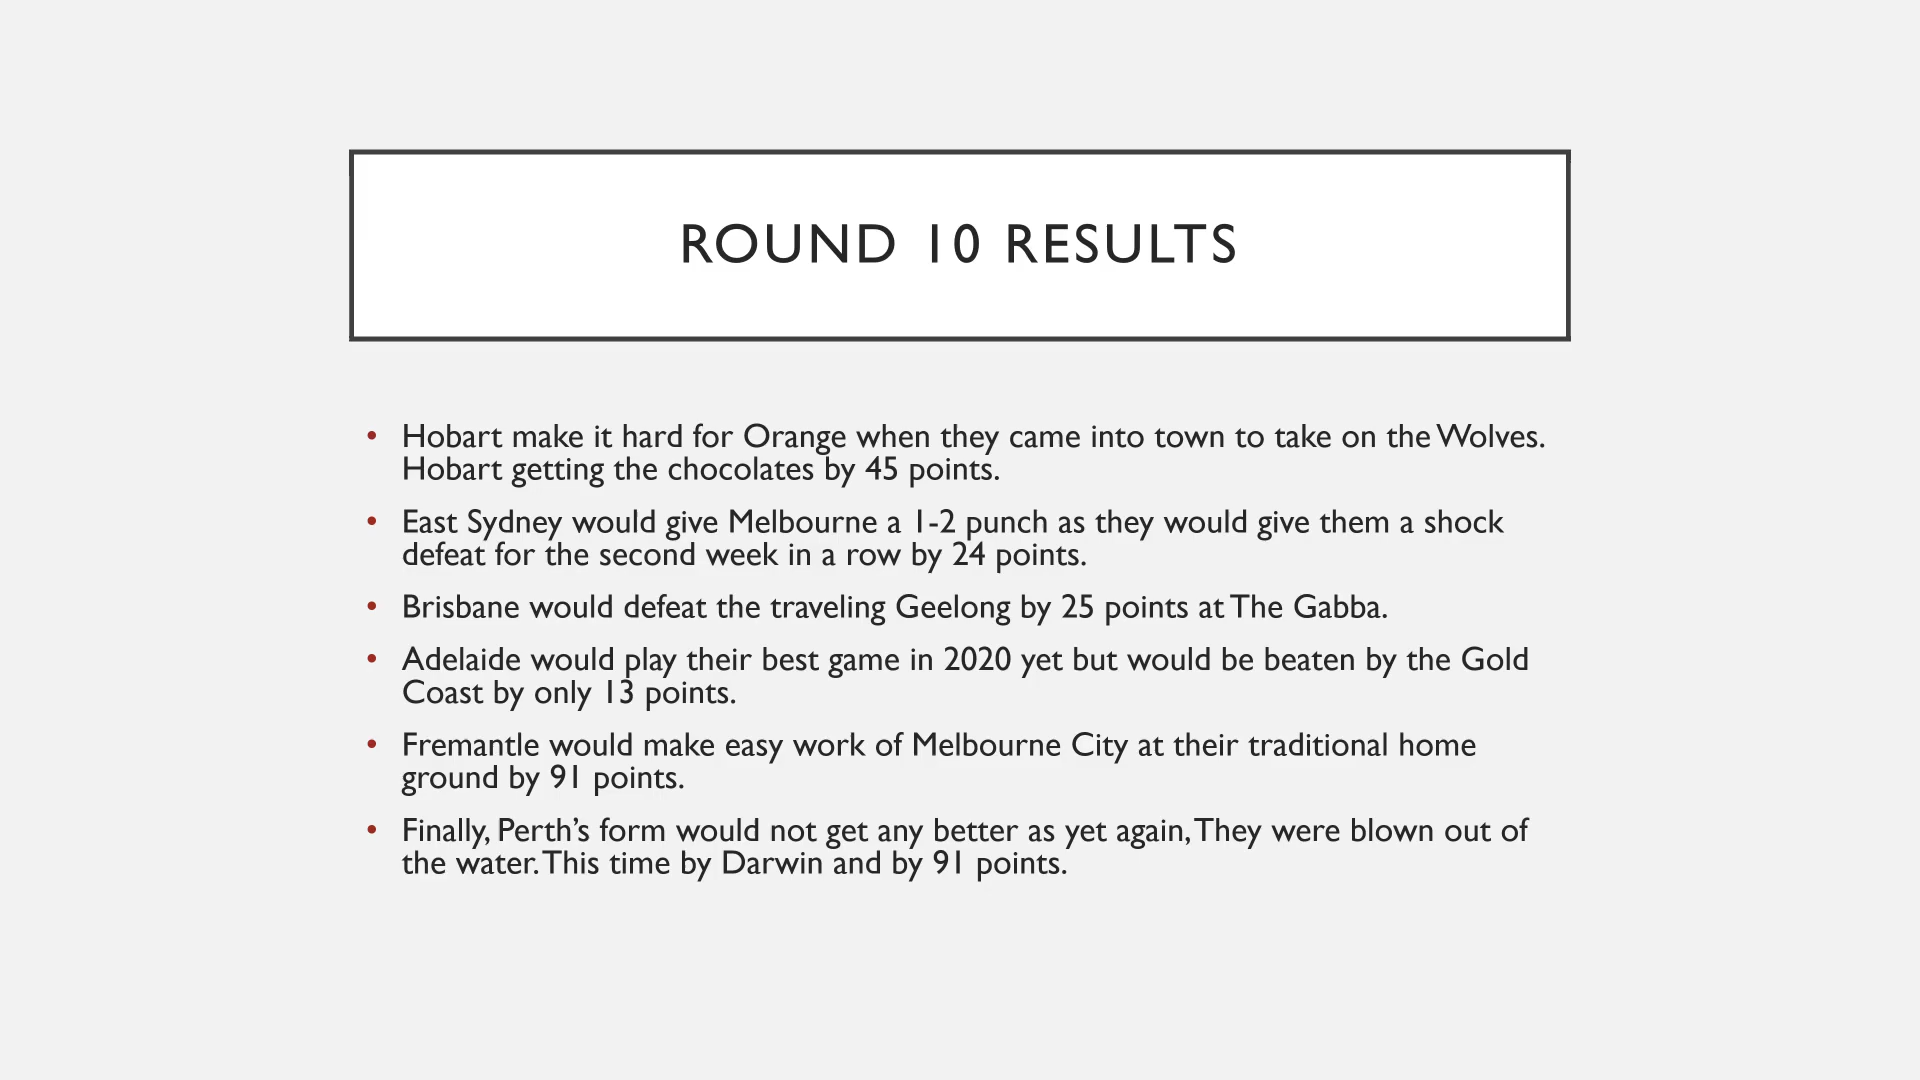 ROUND 10 RESULTS
• Hobart make it hard for Orange when they came into town to take on the Wolves.
Hobart getting the chocolates by 45 points.
• East Sydney would give Melbourne a 1-2 punch as they would give them a shock
defeat for the second week in a row by 24 points.
• Brisbane would defeat the traveling Geelong by 25 points at The Gabba.
• Adelaide would play their best game in 2020 yet but would be beaten by the Gold
Coast by only 13 points.
• Fremantle would make easy work of Melbourne City at their traditional home
ground by 91 points.
• Finally, Perth’s form would not get any better as yet again, They were blown out of
the water. This time by Darwin and by 91 points.